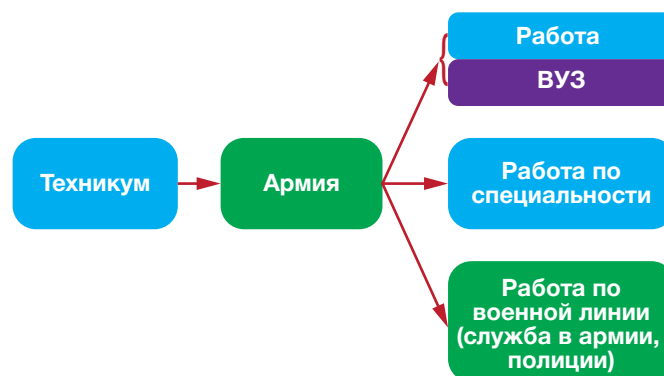 Работа
ВУЗ
Техникум
Армия
Работа по
специальности
Работа по
военной линии
(служба в армии,
полиции)